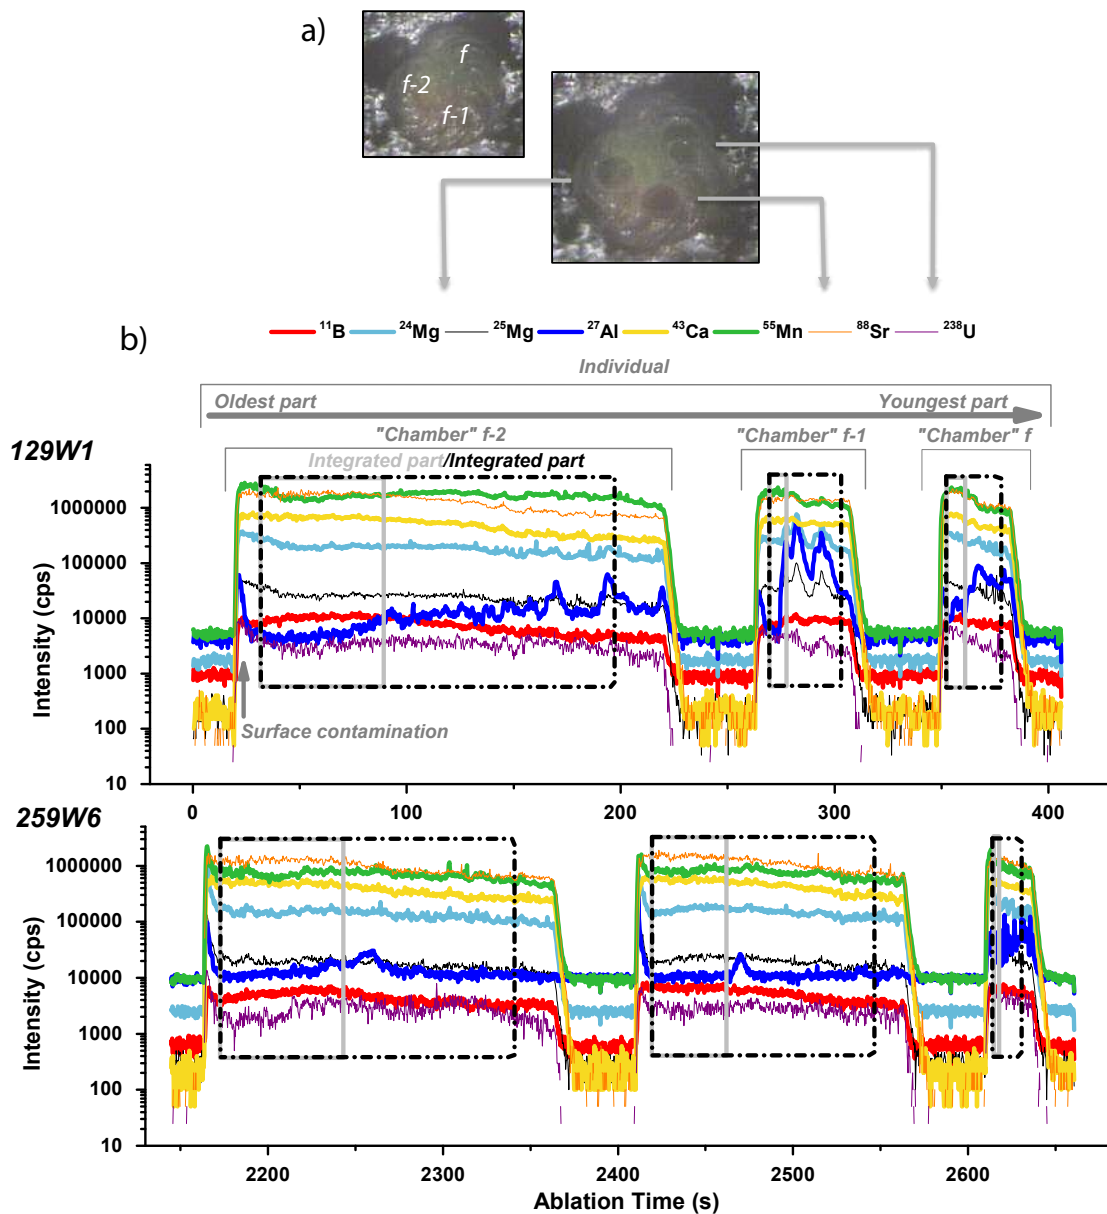 a)
f
f-2
f-1
b)
¹¹B ²⁴Mg ²⁵Mg ²⁷Al ⁴³Ca ⁵⁵Mn ⁸⁸Sr ²³⁸U
Individual
Oldest part Youngest part
129W1
"Chamber" f-2 "Chamber" f-1 "Chamber" f
Integrated part/Integrated part
1000000
100000
10000
1000
100
10
Intensity (cps)
Surface contamination
0 100 200 300 400
259W6
1000000
100000
10000
1000
100
10
Intensity (cps)
2200 2300 2400 2500 2600
Ablation Time (s)